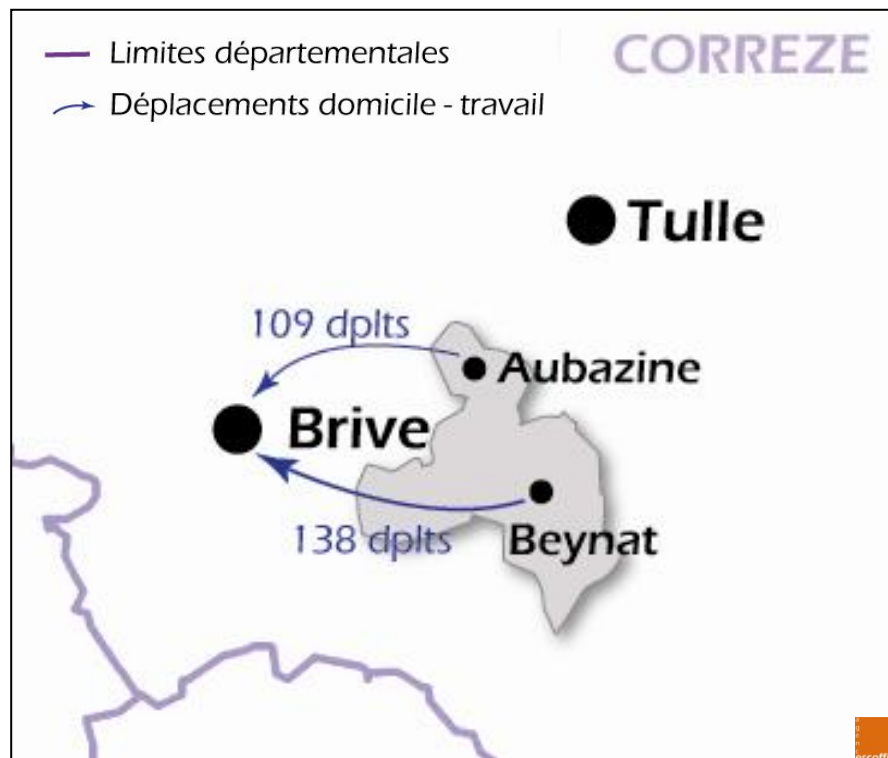 Limites départementales
CORREZE
Déplacements domicile - travail
Tulle
109 dplts
Aubazine
Brive
138 dplts
Beynat